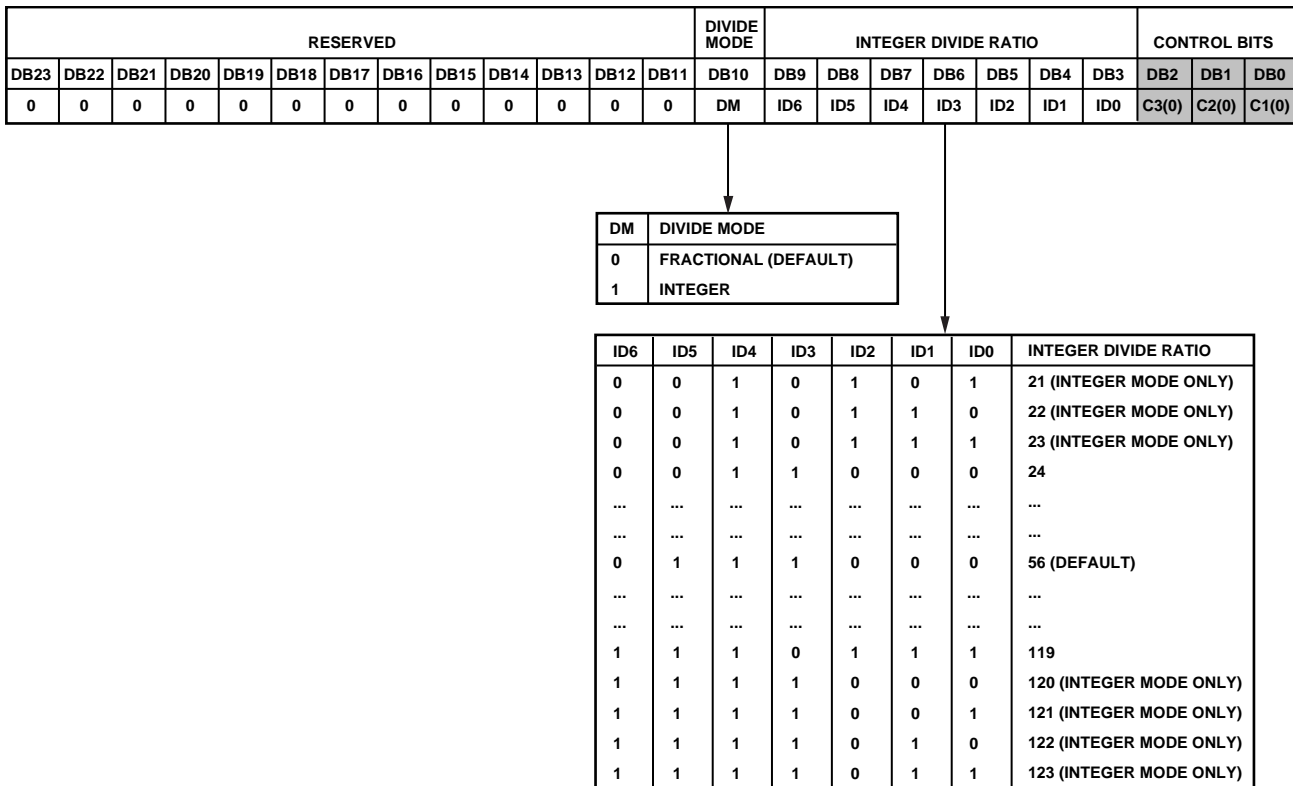 RESERVED DIVIDE MODE INTEGER DIVIDE RATIO CONTROL BITS
DB23 DB22 DB21 DB20 DB19 DB18 DB17 DB16 DB15 DB14 DB13 DB12 DB11 DB10 DB9 DB8 DB7 DB6 DB5 DB4 DB3 DB2 DB1 DB0
0 0 0 0 0 0 0 0 0 0 0 0 0 DM ID6 ID5 ID4 ID3 ID2 ID1 ID0 C3(0) C2(0) C1(0)
DM DIVIDE MODE
0 FRACTIONAL (DEFAULT)
1 INTEGER
ID6 ID5 ID4 ID3 ID2 ID1 ID0 INTEGER DIVIDE RATIO
0 0 1 0 1 0 1 21 (INTEGER MODE ONLY)
0 0 1 0 1 1 0 22 (INTEGER MODE ONLY)
0 0 1 0 1 1 1 23 (INTEGER MODE ONLY)
0 0 1 1 0 0 0 24
... ... ... ... ... ... ... ...
... ... ... ... ... ... ... ...
0 1 1 1 0 0 0 56 (DEFAULT)
... ... ... ... ... ... ... ...
... ... ... ... ... ... ... ...
1 1 1 0 1 1 1 119
1 1 1 1 0 0 0 120 (INTEGER MODE ONLY)
1 1 1 1 0 0 1 121 (INTEGER MODE ONLY)
1 1 1 1 0 1 0 122 (INTEGER MODE ONLY)
1 1 1 1 0 1 1 123 (INTEGER MODE ONLY)